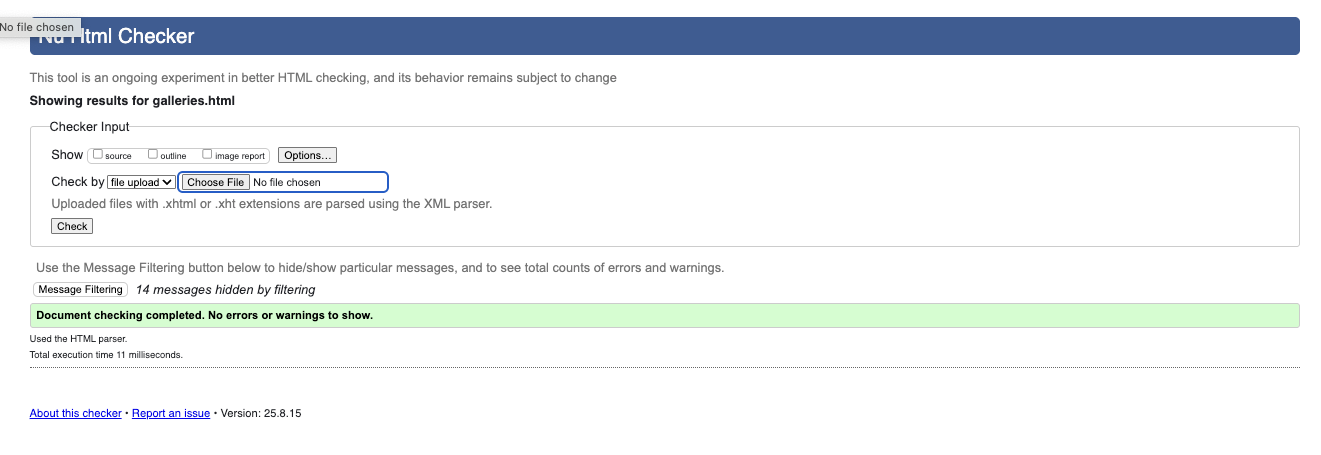 No file chosen
Nu Html Checker
This tool is an ongoing experiment in better HTML checking, and its behavior remains subject to change
Showing results for galleries.html
Checker Input
Show source outline image report Options...
Check by file upload Choose File No file chosen
Uploaded files with .xhtml or .xht extensions are parsed using the XML parser.
Check
Use the Message Filtering button below to hide/show particular messages, and to see total counts of errors and warnings.
Message Filtering 14 messages hidden by filtering
Document checking completed. No errors or warnings to show.
Used the HTML parser.
Total execution time 11 milliseconds.
About this checker • Report an issue • Version: 25.8.15